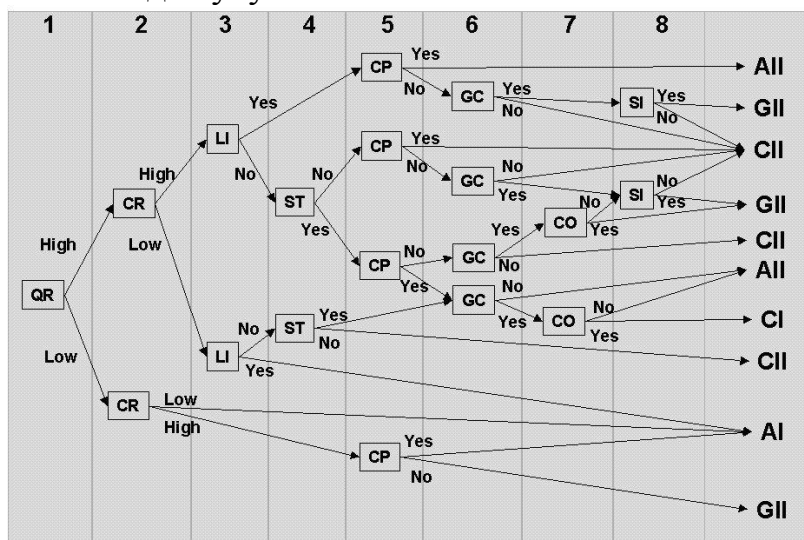 1 2 3 4 5 6 7 8
CP Yes AII
No GC Yes SI Yes GII
Yes No No
LI CP Yes CII
High No No GC No No
CR ST No Yes SI Yes GII
High Low Yes No CO Yes
CP No GC Yes No CII
QR Yes GC No AII
Low No ST Yes Yes CO No CI
LI No Yes CII
Yes
CR Low AI
High CP Yes
No GII